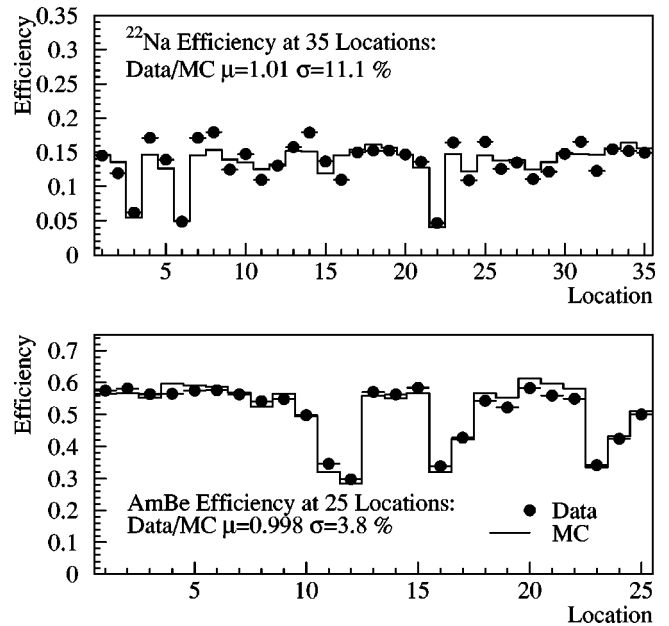 0.35
0.3
0.25
0.2
0.15
0.1
0.05
0
Efficiency
²²Na Efficiency at 35 Locations:
Data/MC μ=1.01 σ=11.1 %
5 10 15 20 25 30 35
Location
0.7
0.6
0.5
0.4
0.3
0.2
0.1
0
Efficiency
AmBe Efficiency at 25 Locations:
Data/MC μ=0.998 σ=3.8 %
Data
MC
5 10 15 20 25
Location